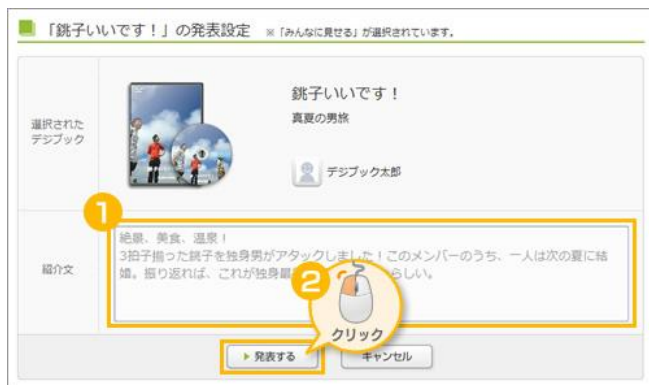 「銚子いいです！」の発表設定 ※「みんなに見せる」が選択されています。
選択された
デジブック
銚子いいです！
真夏の男旅
デジブック太郎
1
紹介文
絶景、美食、温泉！
3拍子揃った銚子を独身男がアタックしました！このメンバーのうち、一人は次の夏に結
婚。振り返れば、これが独身最 らしい。
2
クリック
発表する
キャンセル